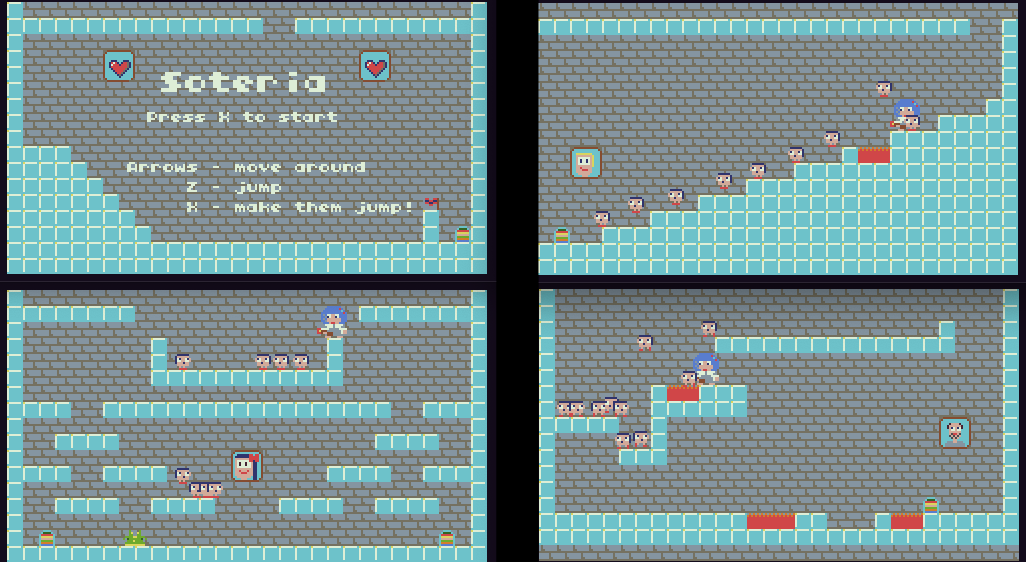 Soteria
Press X to start
Arrows - move around
Z - jump
X - make them jump!